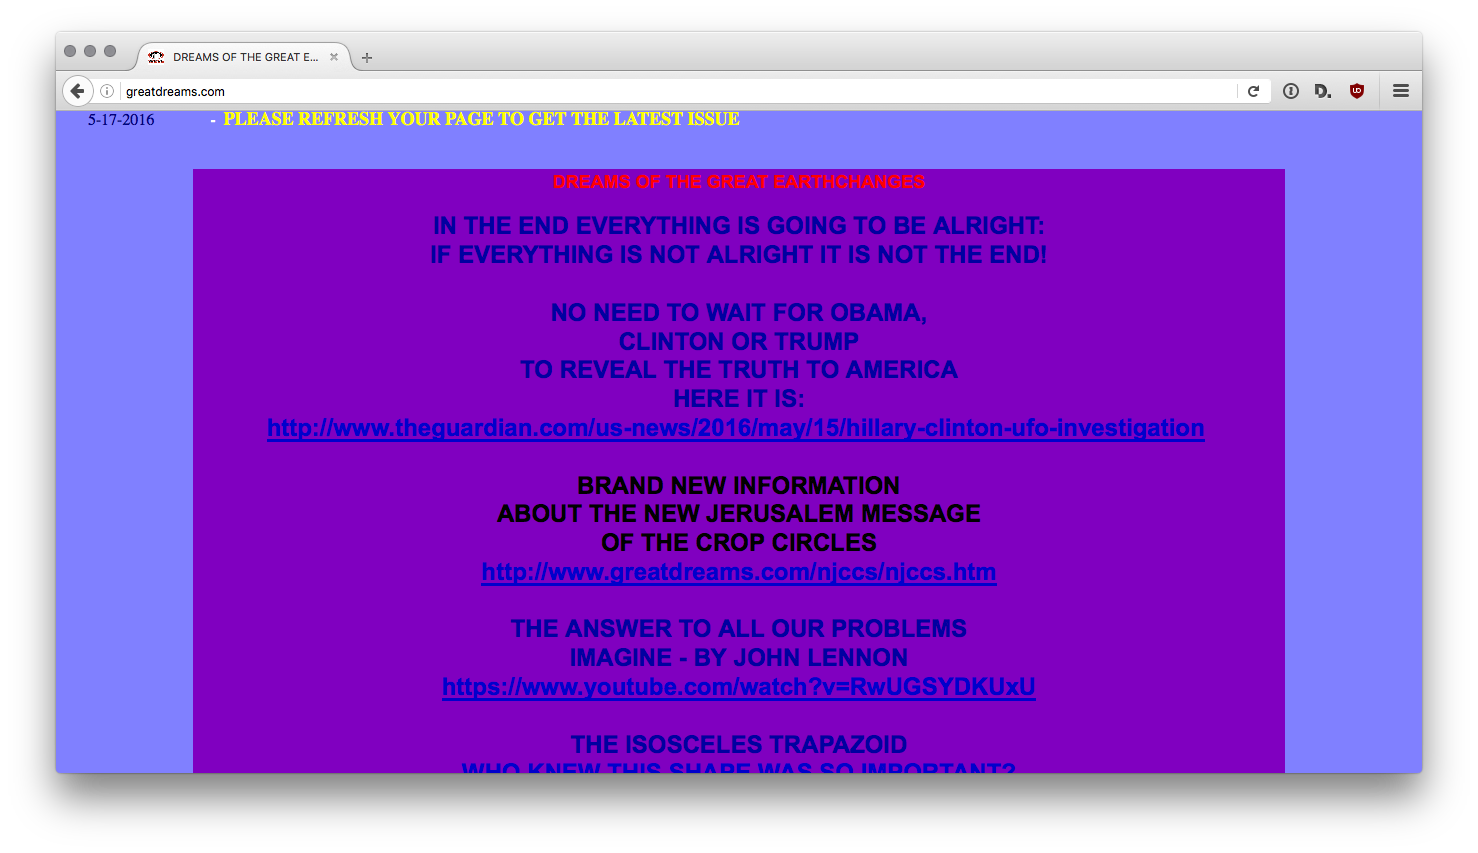 DREAMS OF THE GREAT E...
greatdreams.com
5-17-2016 - PLEASE REFRESH YOUR PAGE TO GET THE LATEST ISSUE
DREAMS OF THE GREAT EARTHCHANGES
IN THE END EVERYTHING IS GOING TO BE ALRIGHT:
IF EVERYTHING IS NOT ALRIGHT IT IS NOT THE END!
NO NEED TO WAIT FOR OBAMA,
CLINTON OR TRUMP
TO REVEAL THE TRUTH TO AMERICA
HERE IT IS:
http://www.theguardian.com/us-news/2016/may/15/hillary-clinton-ufo-investigation
BRAND NEW INFORMATION
ABOUT THE NEW JERUSALEM MESSAGE
OF THE CROP CIRCLES
http://www.greatdreams.com/njccs/njccs.htm
THE ANSWER TO ALL OUR PROBLEMS
IMAGINE - BY JOHN LENNON
https://www.youtube.com/watch?v=RwUGSYDKUxU
THE ISOSCELES TRAPAZOID
WHO KNEW THIS SHAPE WAS SO IMPORTANT?